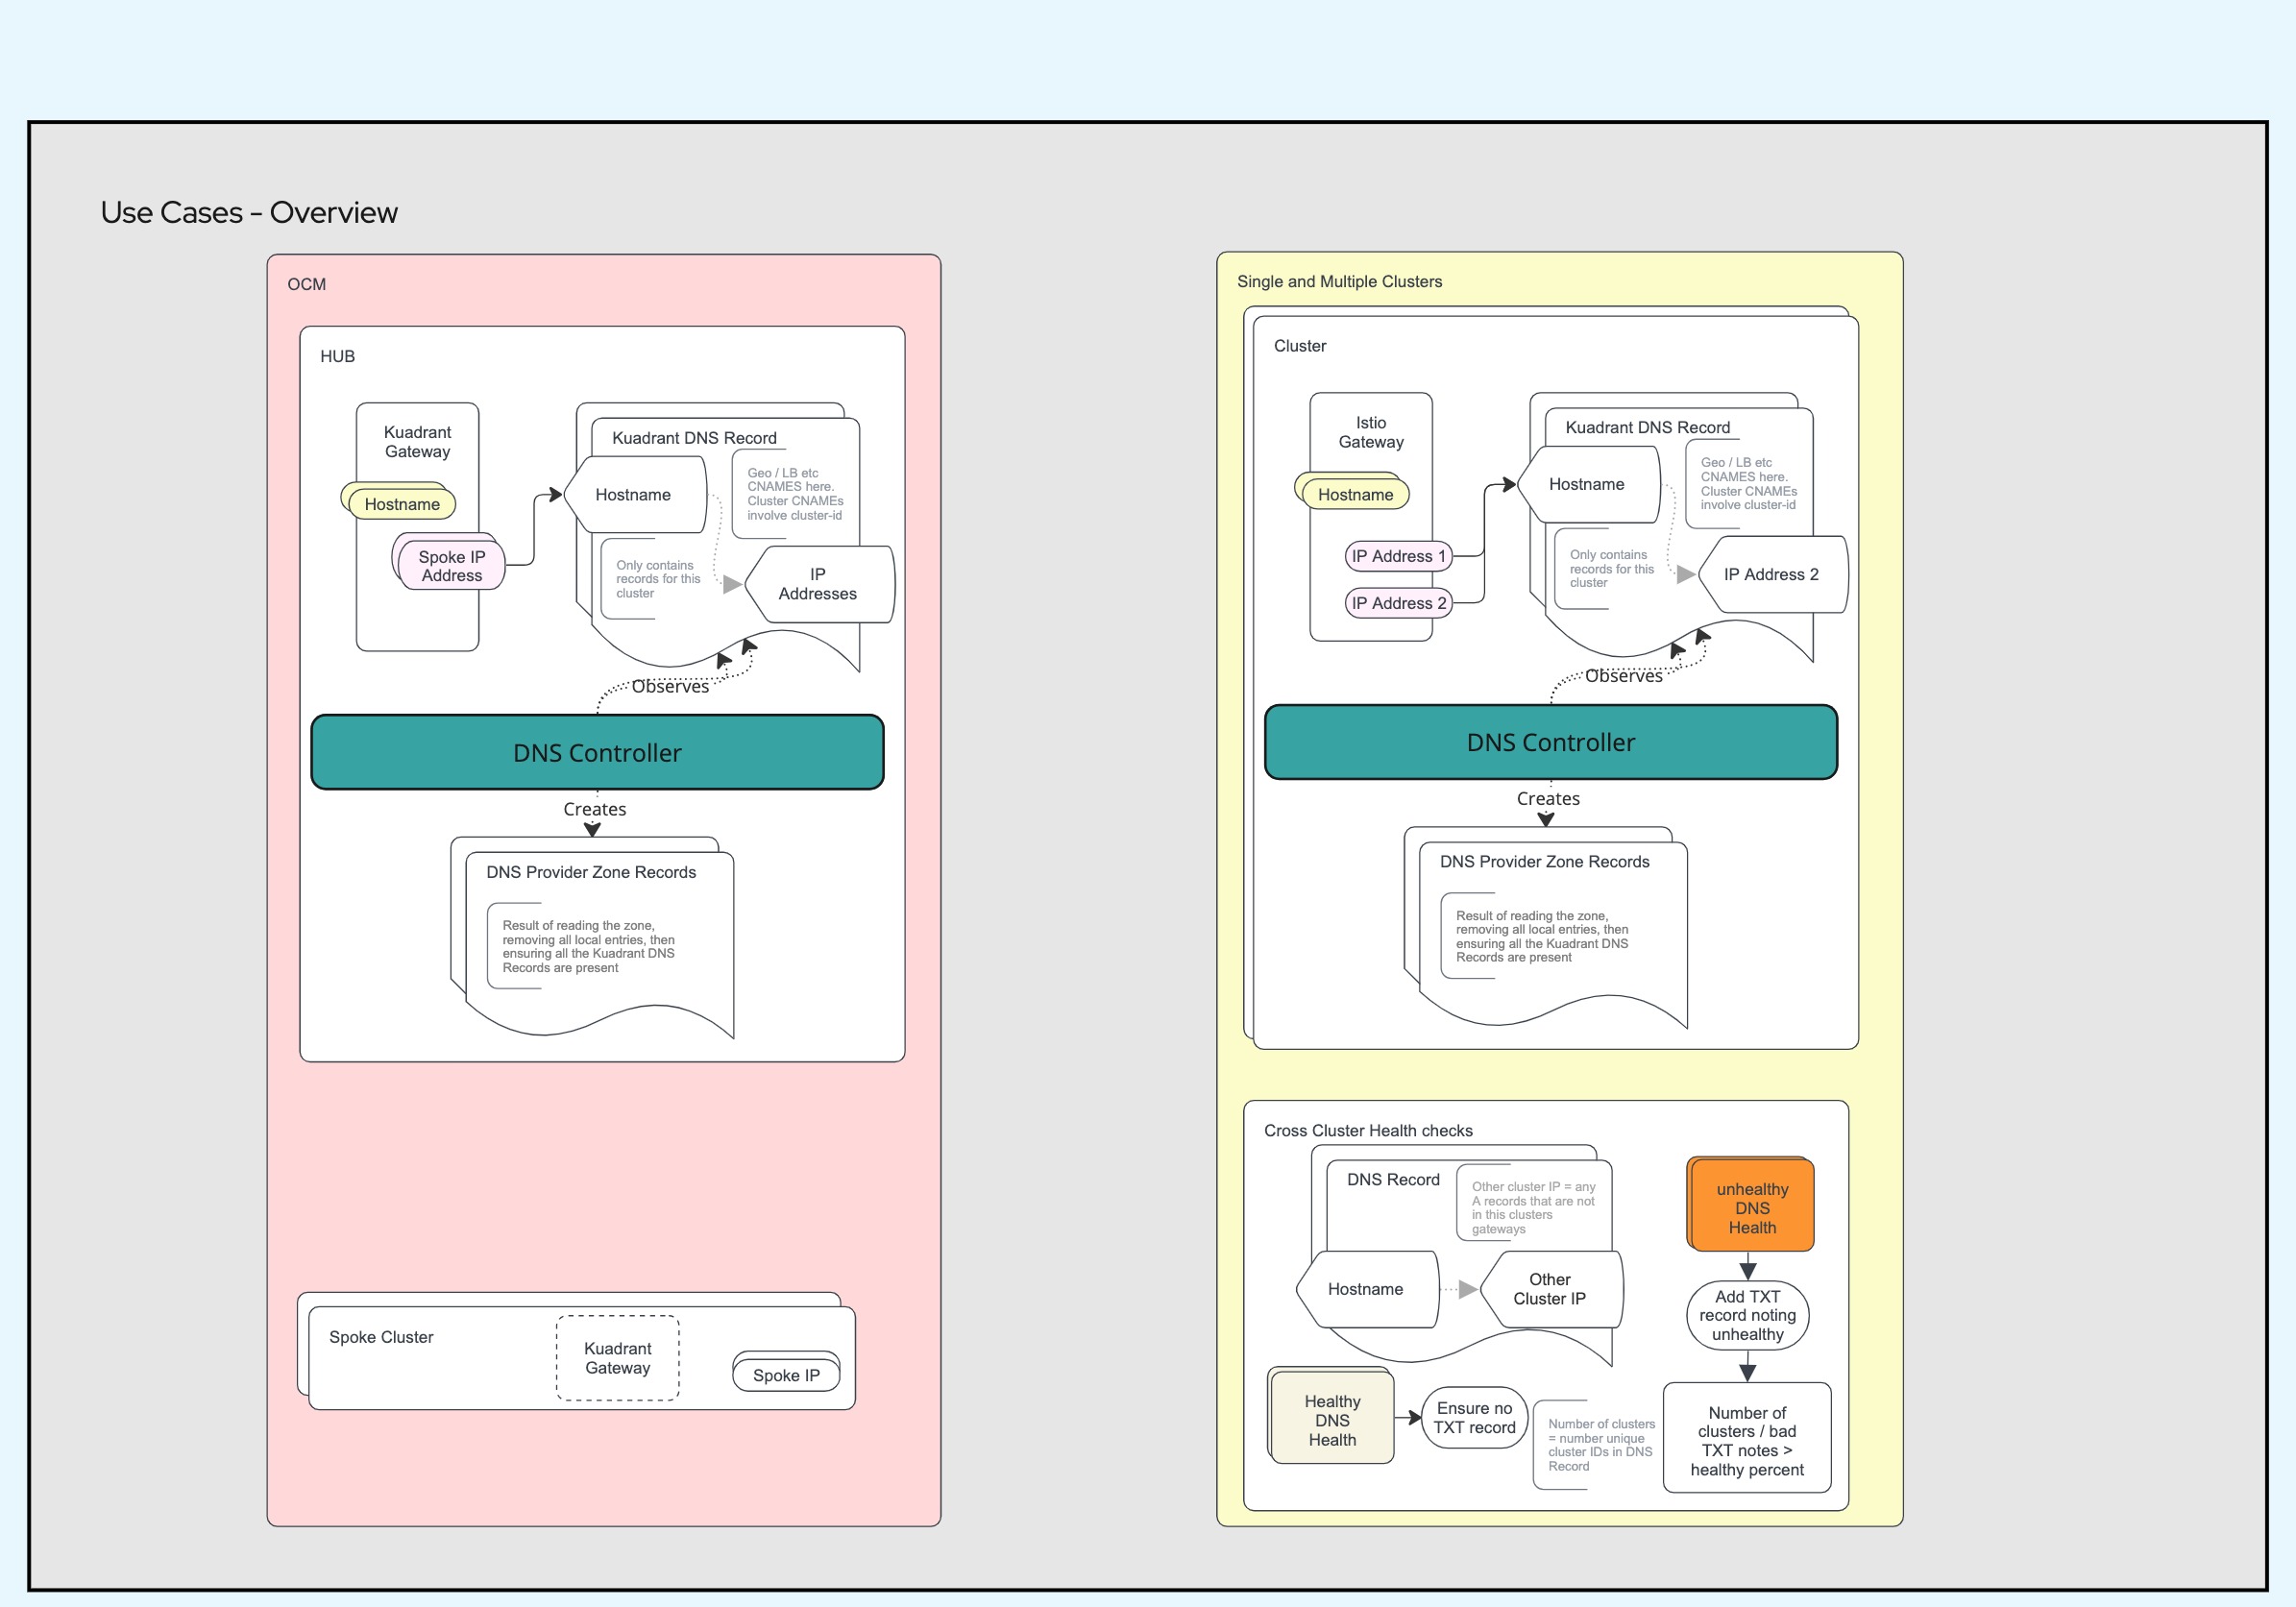 Use Cases - Overview
OCM
HUB
Kuadrant
Gateway
Hostname
Spoke IP
Address
Kuadrant DNS Record
Hostname
Geo / LB etc
CNAMES here.
Cluster CNAMEs
involve cluster-id
Only contains
records for this
cluster
IP
Addresses
Observes
DNS Controller
Creates
DNS Provider Zone Records
Result of reading the zone,
removing all local entries, then
ensuring all the Kuadrant DNS
Records are present
Spoke Cluster
Kuadrant
Gateway
Spoke IP
Single and Multiple Clusters
Cluster
Istio
Gateway
Hostname
IP Address 1
IP Address 2
Kuadrant DNS Record
Hostname
Geo / LB etc
CNAMES here.
Cluster CNAMEs
involve cluster-id
Only contains
records for this
cluster
IP Address 2
Observes
DNS Controller
Creates
DNS Provider Zone Records
Result of reading the zone,
removing all local entries, then
ensuring all the Kuadrant DNS
Records are present
Cross Cluster Health checks
DNS Record
Other cluster IP = any
A records that are not
in this clusters
gateways
Hostname
Other
Cluster IP
unhealthy
DNS
Health
Add TXT
record noting
unhealthy
Healthy
DNS
Health
Ensure no
TXT record
Number of clusters
= number unique
cluster IDs in DNS
Record
Number of
clusters / bad
TXT notes >
healthy percent